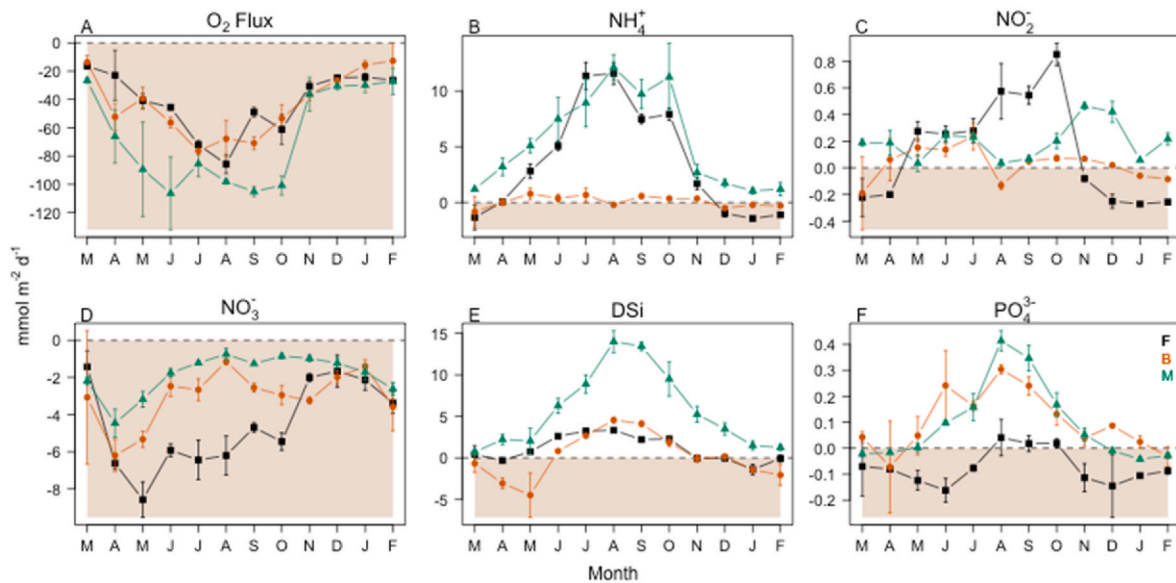 A O₂ Flux B NH₄⁺ C NO₂⁻
0 -20 -40 -60 -80 -100 -120
10 5 0
0.8 0.6 0.4 0.2 0.0 -0.2 -0.4
M A M J J A S O N D J F M A M J J A S O N D J F M A M J J A S O N D J F
mmol m⁻² d⁻¹
D NO₃⁻ E DSi F PO₄³⁻
0 -2 -4 -6 -8
15 10 5 0 -5
0.4 0.3 0.2 0.1 0.0 -0.1 -0.2
F
B
M
M A M J J A S O N D J F M A M J J A S O N D J F M A M J J A S O N D J F
Month